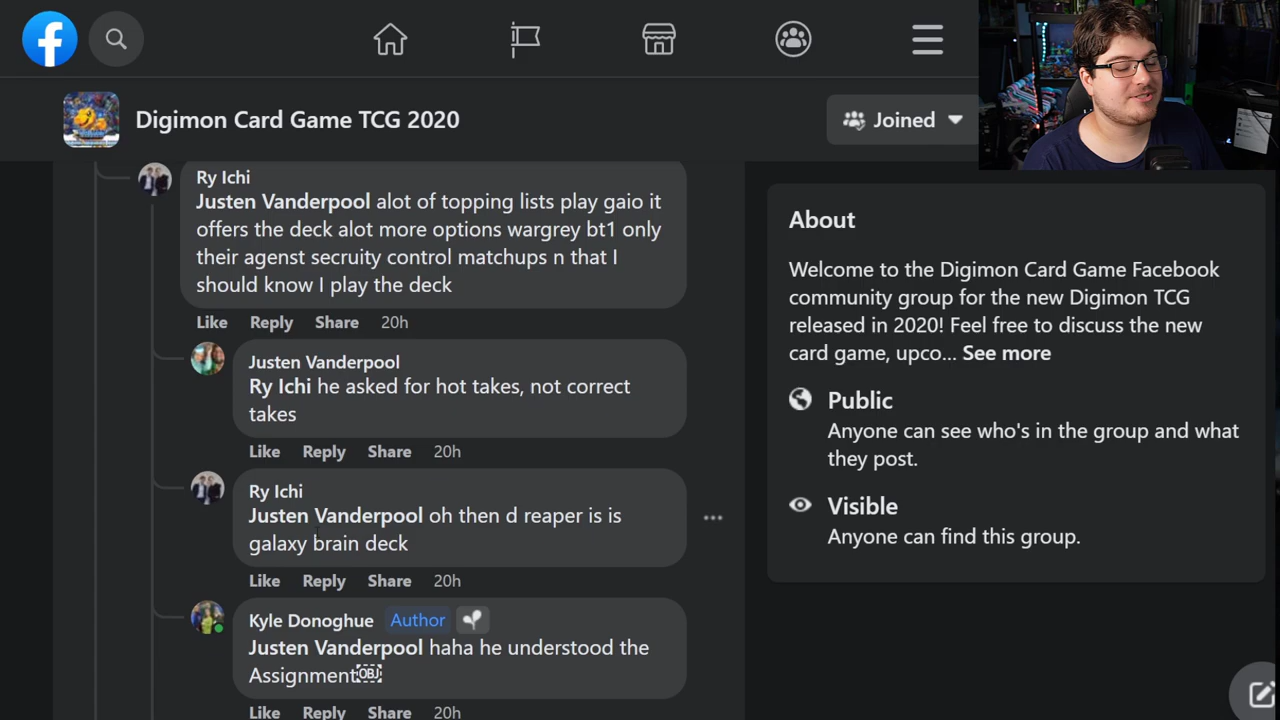 Digimon Card Game TCG 2020
Joined
Ry Ichi
Justen Vanderpool alot of topping lists play gaio it
offers the deck alot more options wargrey bt1 only
their agenst secruity control matchups n that I
should know I play the deck
Like Reply Share 20h
Justen Vanderpool
Ry Ichi he asked for hot takes, not correct
takes
Like Reply Share 20h
Ry Ichi
Justen Vanderpool oh then d reaper is is
galaxy brain deck
Like Reply Share 20h
Kyle Donoghue Author
Justen Vanderpool haha he understood the
Assignment
Like Reply Share 20h
About
Welcome to the Digimon Card Game Facebook
community group for the new Digimon TCG
released in 2020! Feel free to discuss the new
card game, upco... See more
Public
Anyone can see who's in the group and what
they post.
Visible
Anyone can find this group.